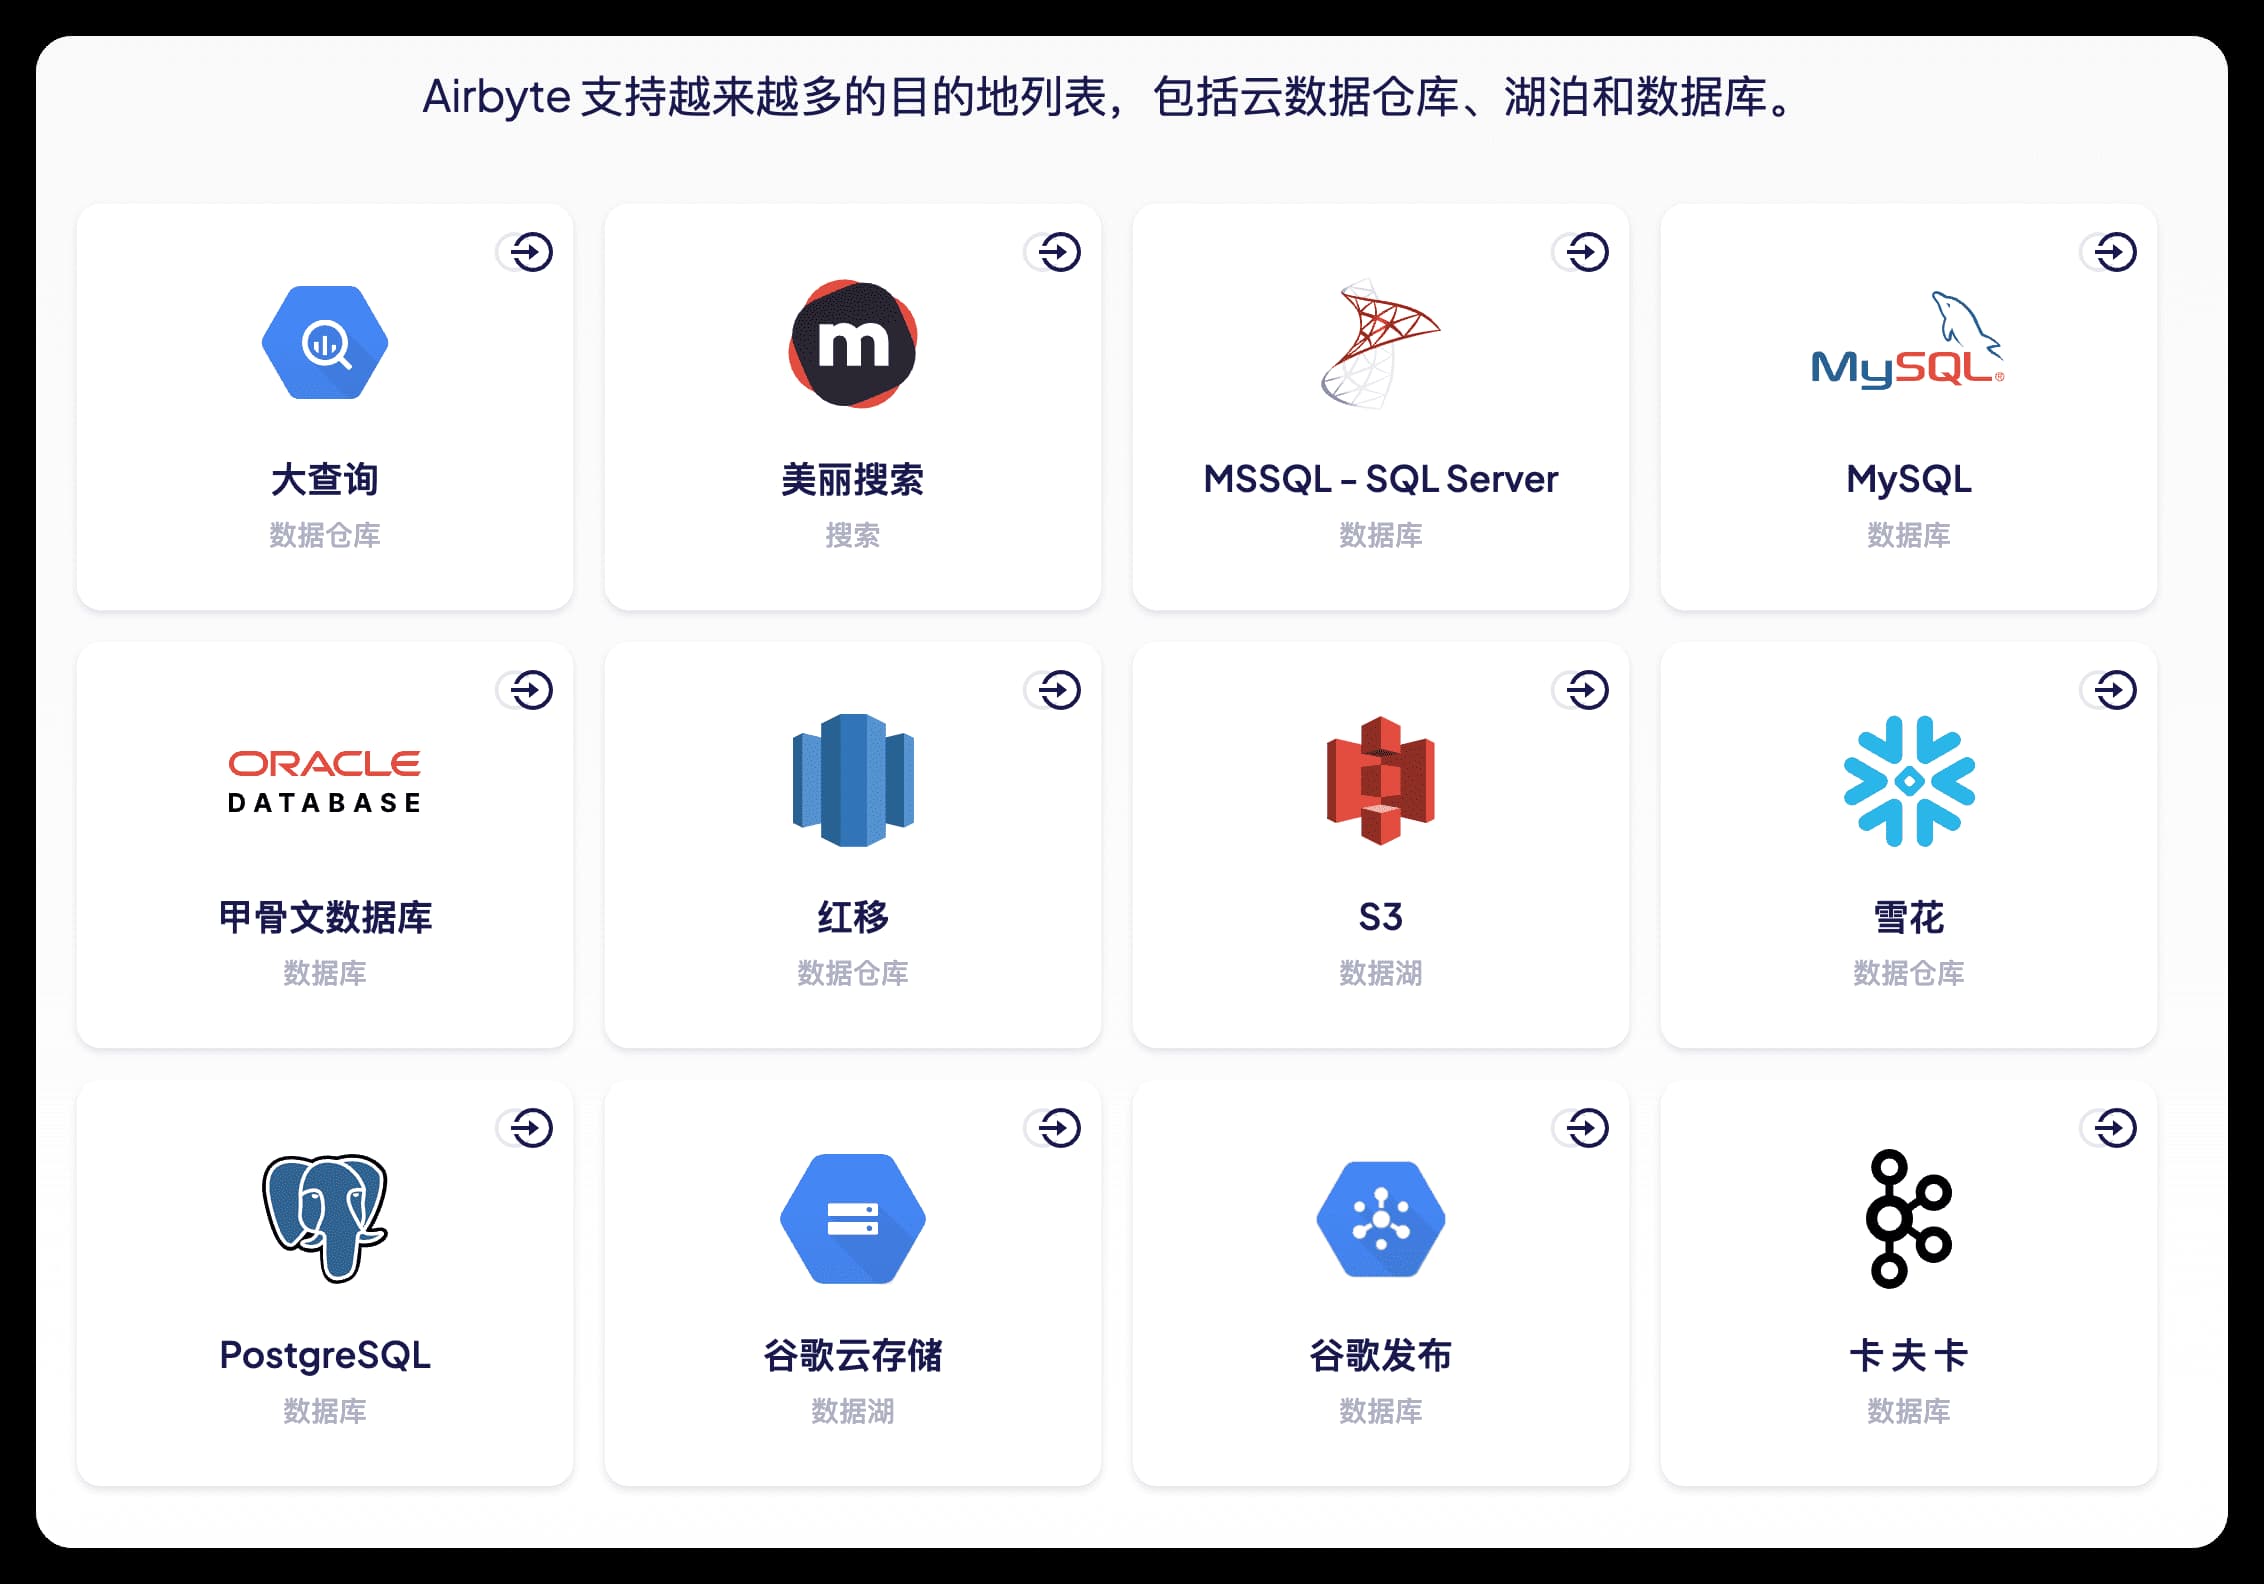 Airbyte 支持越来越多的目的地列表，包括云数据仓库、湖泊和数据库。
大查询
数据仓库
m
美丽搜索
搜索
MSSQL - SQL Server
数据库
MySQL®
MySQL
数据库
ORACLE
DATABASE
甲骨文数据库
数据库
红移
数据仓库
S3
数据湖
雪花
数据仓库
PostgreSQL
数据库
谷歌云存储
数据湖
谷歌发布
数据库
卡夫卡
数据库